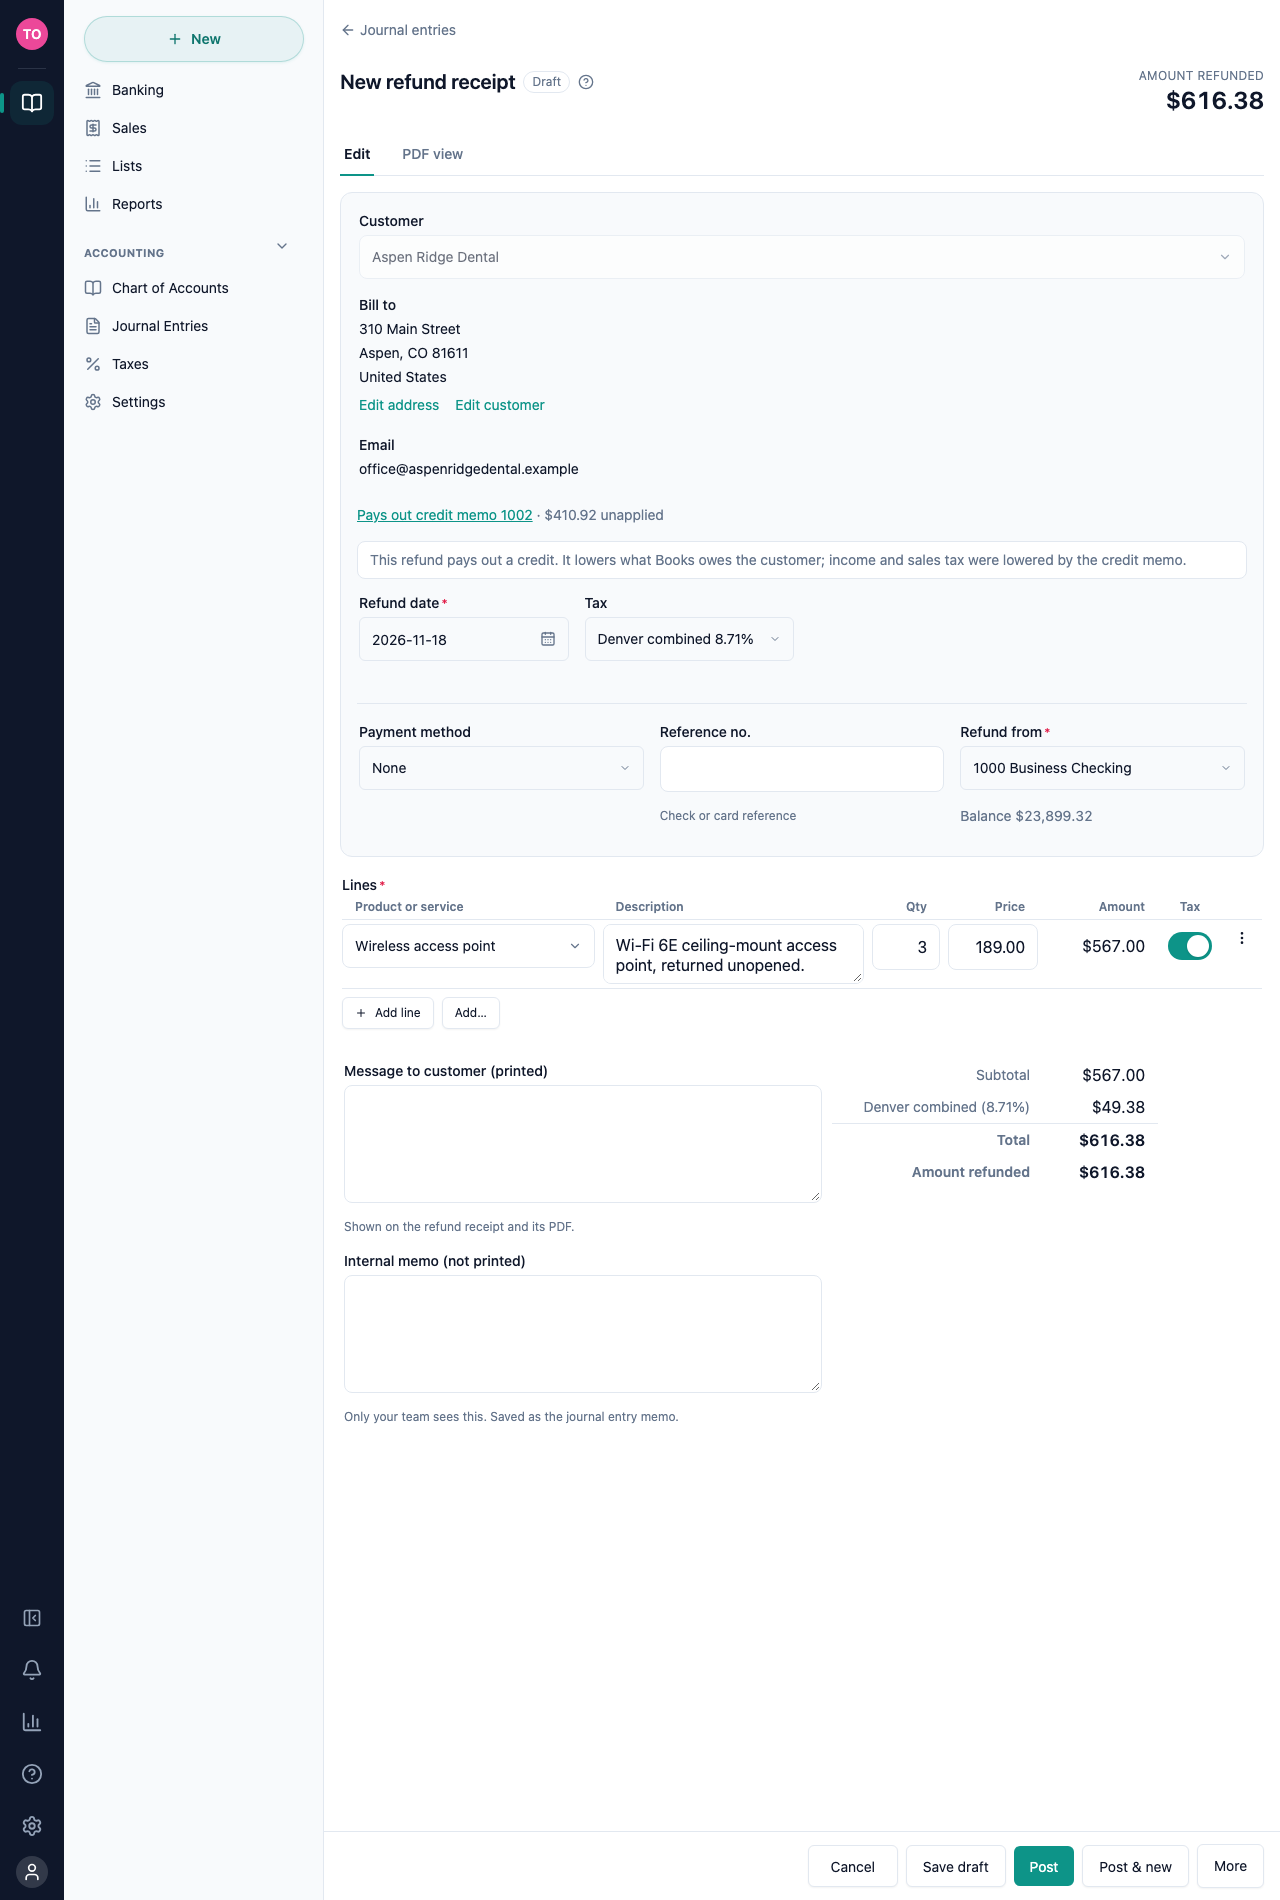 TO
New
Banking
Sales
Lists
Reports
ACCOUNTING
Chart of Accounts
Journal Entries
Taxes
Settings
Journal entries
New refund receipt
Draft
AMOUNT REFUNDED
$616.38
Edit
PDF view
Customer
Aspen Ridge Dental
Bill to
310 Main Street
Aspen, CO 81611
United States
Edit address
Edit customer
Email
office@aspenridgedental.example
Pays out credit memo 1002 · $410.92 unapplied
This refund pays out a credit. It lowers what Books owes the customer; income and sales tax were lowered by the credit memo.
Refund date*
2026-11-18
Tax
Denver combined 8.71%
Payment method
None
Reference no.
Check or card reference
Refund from*
1000 Business Checking
Balance $23,899.32
Lines*
Product or service
Description
Qty
Price
Amount
Tax
Wireless access point
Wi-Fi 6E ceiling-mount access
point, returned unopened.
3
189.00
$567.00
Add line
Add...
Message to customer (printed)
Shown on the refund receipt and its PDF.
Subtotal
$567.00
Denver combined (8.71%)
$49.38
Total
$616.38
Amount refunded
$616.38
Internal memo (not printed)
Only your team sees this. Saved as the journal entry memo.
Cancel
Save draft
Post
Post & new
More